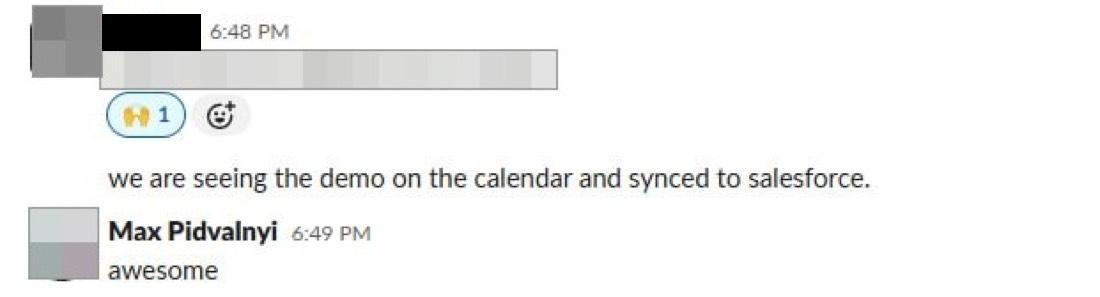 6:48 PM
1
we are seeing the demo on the calendar and synced to salesforce.
Max Pidvalnyi 6:49 PM
awesome